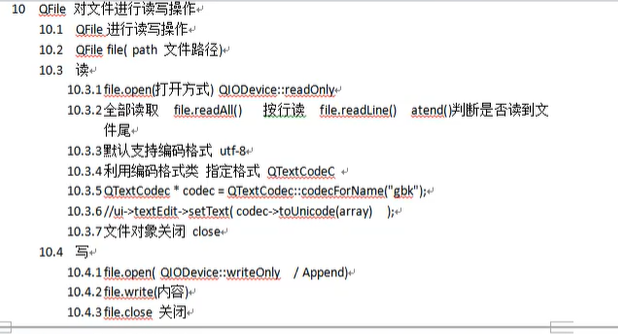 10 QFile 对文件进行读写操作
10.1 QFile 进行读写操作
10.2 QFile file( path 文件路径)
10.3 读
10.3.1 file.open(打开方式) QIODevice::readOnly
10.3.2 全部读取 file.readAll() 按行读 file.readLine() atend()判断是否读到文
件尾
10.3.3 默认支持编码格式 utf-8
10.3.4 利用编码格式类 指定格式 QTextCodeC
10.3.5 QTextCodec * codec = QTextCodec::codecForName("gbk");
10.3.6 //ui->textEdit->setText( codec->toUnicode(array) );
10.3.7 文件对象关闭 close
10.4 写
10.4.1 file.open( QIODevice::writeOnly / Append)
10.4.2 file.write(内容)
10.4.3 file.close 关闭